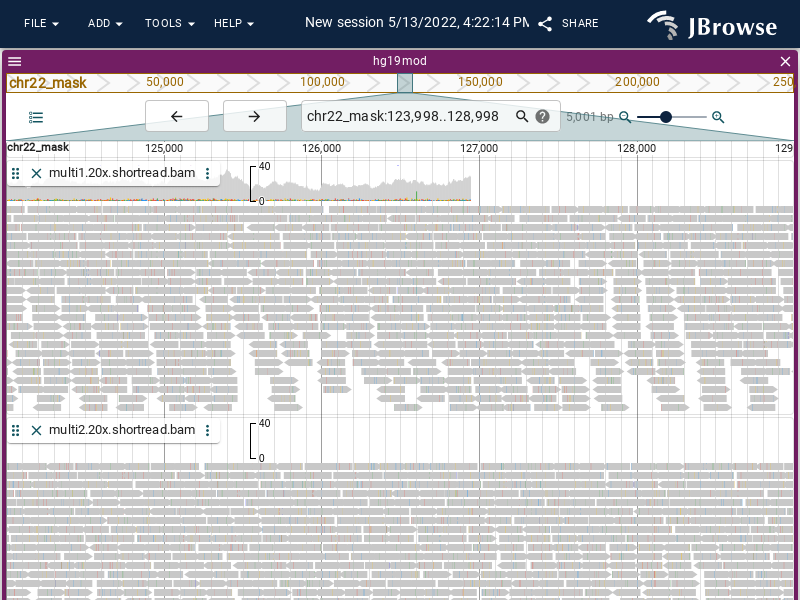 FILE ADD TOOLS HELP New session 5/13/2022, 4:22:14 PM SHARE JBrowse
hg19mod
chr22_mask 50,000 100,000 150,000 200,000 250
chr22_mask:123,998..128,998 5,001 bp
chr22_mask 125,000 126,000 127,000 128,000 129
multi1.20x.shortread.bam 40
0
multi2.20x.shortread.bam 40
0